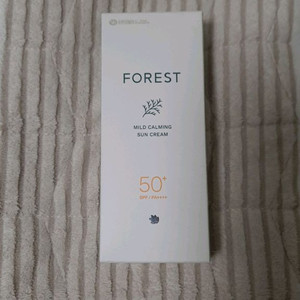 FOREST
MILD CALMING
SUN CREAM
50+